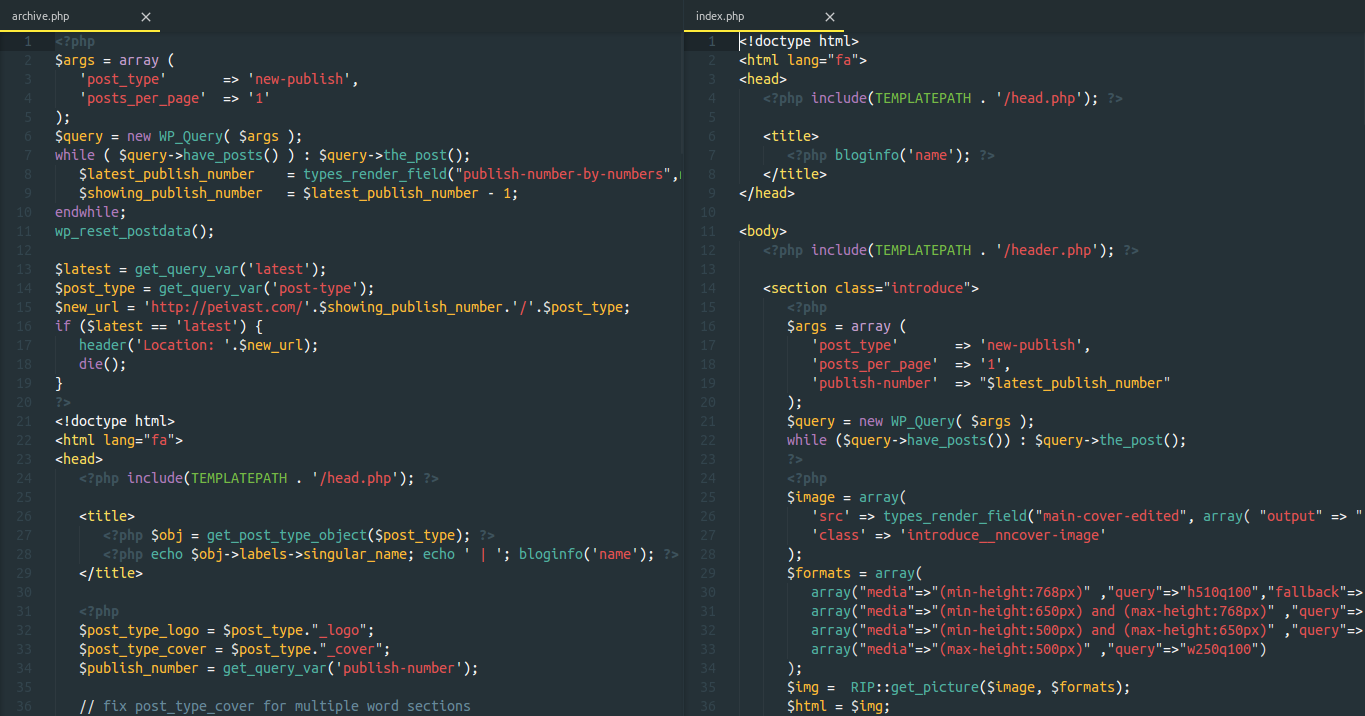 archive.php ×
1 <?php
2 $args = array (
3 'post_type' => 'new-publish',
4 'posts_per_page' => '1'
5 );
6 $query = new WP_Query( $args );
7 while ( $query->have_posts() ) : $query->the_post();
8 $latest_publish_number = types_render_field("publish-number-by-numbers",
9 $showing_publish_number = $latest_publish_number - 1;
10 endwhile;
11 wp_reset_postdata();
12
13 $latest = get_query_var('latest');
14 $post_type = get_query_var('post-type');
15 $new_url = 'http://peivast.com/'.$showing_publish_number.'/'.$post_type;
16 if ($latest == 'latest') {
17 header('Location: '.$new_url);
18 die();
19 }
20 ?>
21 <!doctype html>
22 <html lang="fa">
23 <head>
24 <?php include(TEMPLATEPATH . '/head.php'); ?>
25
26 <title>
27 <?php $obj = get_post_type_object($post_type); ?>
28 <?php echo $obj->labels->singular_name; echo ' | '; bloginfo('name'); ?>
29 </title>
30
31 <?php
32 $post_type_logo = $post_type."_logo";
33 $post_type_cover = $post_type."_cover";
34 $publish_number = get_query_var('publish-number');
35
36 // fix post_type_cover for multiple word sections
index.php ×
1 <!doctype html>
2 <html lang="fa">
3 <head>
4 <?php include(TEMPLATEPATH . '/head.php'); ?>
5
6 <title>
7 <?php bloginfo('name'); ?>
8 </title>
9 </head>
10
11 <body>
12 <?php include(TEMPLATEPATH . '/header.php'); ?>
13
14 <section class="introduce">
15 <?php
16 $args = array (
17 'post_type' => 'new-publish',
18 'posts_per_page' => '1',
19 'publish-number' => "$latest_publish_number"
20 );
21 $query = new WP_Query( $args );
22 while ($query->have_posts()) : $query->the_post();
23 ?>
24 <?php
25 $image = array(
26 'src' => types_render_field("main-cover-edited", array( "output" => "
27 'class' => 'introduce__nncover-image'
28 );
29 $formats = array(
30 array("media"=>"(min-height:768px)" ,"query"=>"h510q100","fallback"=>
31 array("media"=>"(min-height:650px) and (max-height:768px)" ,"query"=>
32 array("media"=>"(min-height:500px) and (max-height:650px)" ,"query"=>
33 array("media"=>"(max-height:500px)" ,"query"=>"w250q100")
34 );
35 $img = RIP::get_picture($image, $formats);
36 $html = $img;